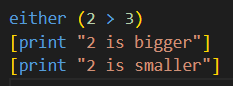 either (2 > 3)
[print "2 is bigger"]
[print "2 is smaller"]